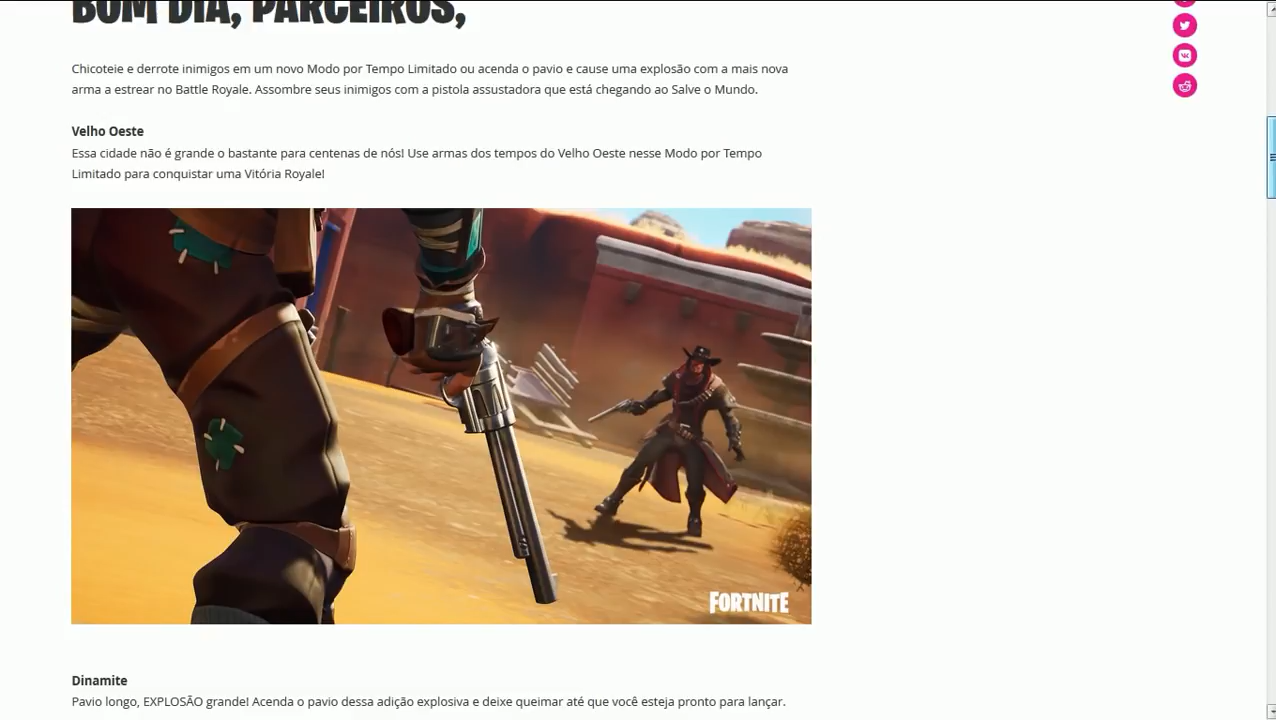 BOM DIA, PARCEIROS,
Chicoteie e derrote inimigos em um novo Modo por Tempo Limitado ou acenda o pavio e cause uma explosão com a mais nova
arma a estrear no Battle Royale. Assombre seus inimigos com a pistola assustadora que está chegando ao Salve o Mundo.
Velho Oeste
Essa cidade não é grande o bastante para centenas de nós! Use armas dos tempos do Velho Oeste nesse Modo por Tempo
Limitado para conquistar uma Vitória Royale!
FORTNITE
Dinamite
Pavio longo, EXPLOSÃO grande! Acenda o pavio dessa adição explosiva e deixe queimar até que você esteja pronto para lançar.